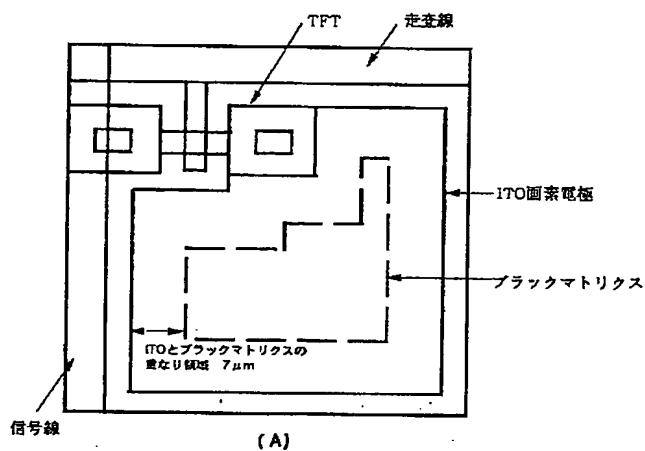 TFT
走変線
ITO画素電極
ブラックマトリクス
ITOとブラックマトリクスの
重なり領域 7μm
信号線
(A)